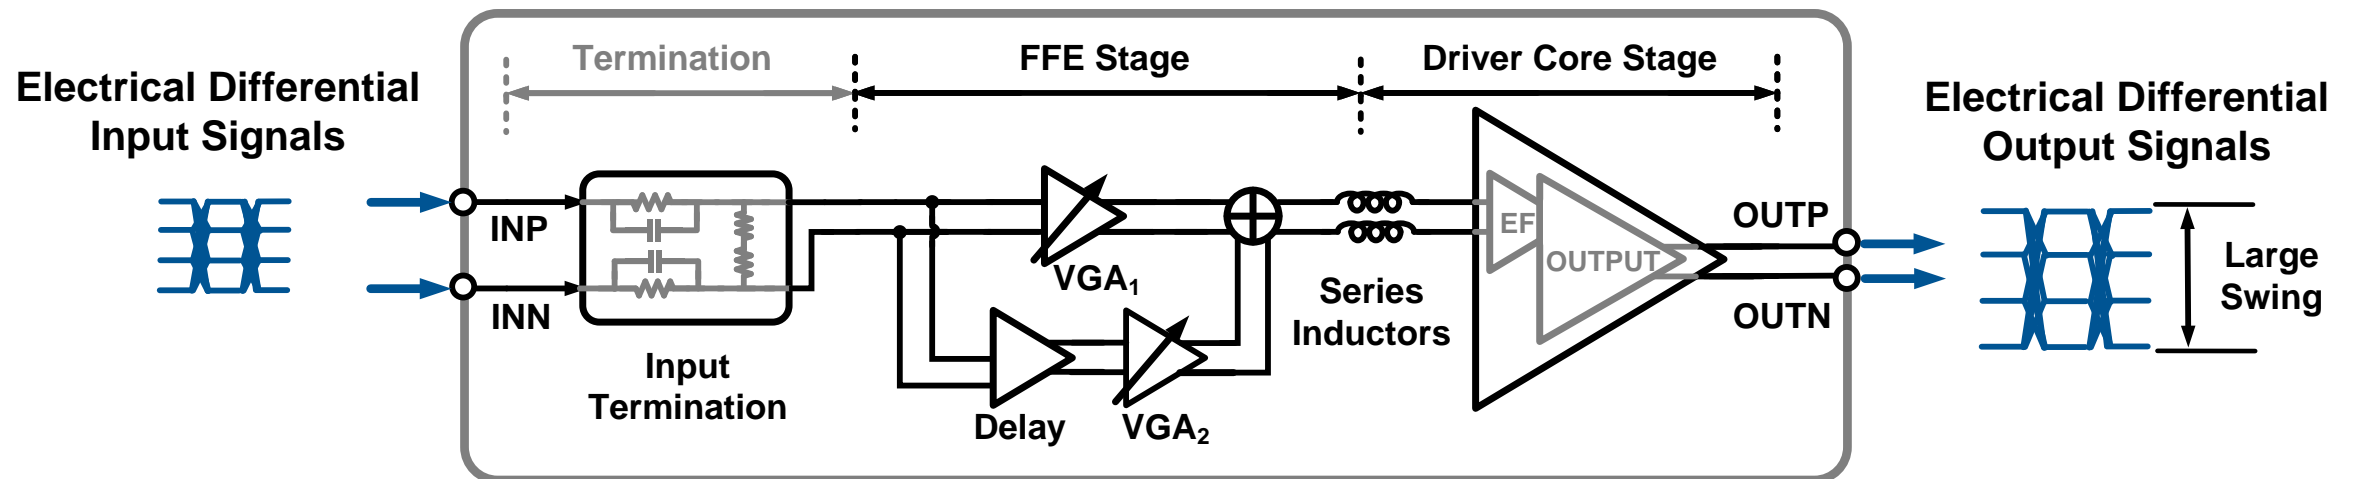 Termination
FFE Stage
Driver Core Stage
Electrical Differential
Input Signals
Electrical Differential
Output Signals
INP
INN
Input
Termination
VGA1
Delay
VGA2
Series
Inductors
EF
OUTPUT
OUTP
OUTN
Large
Swing